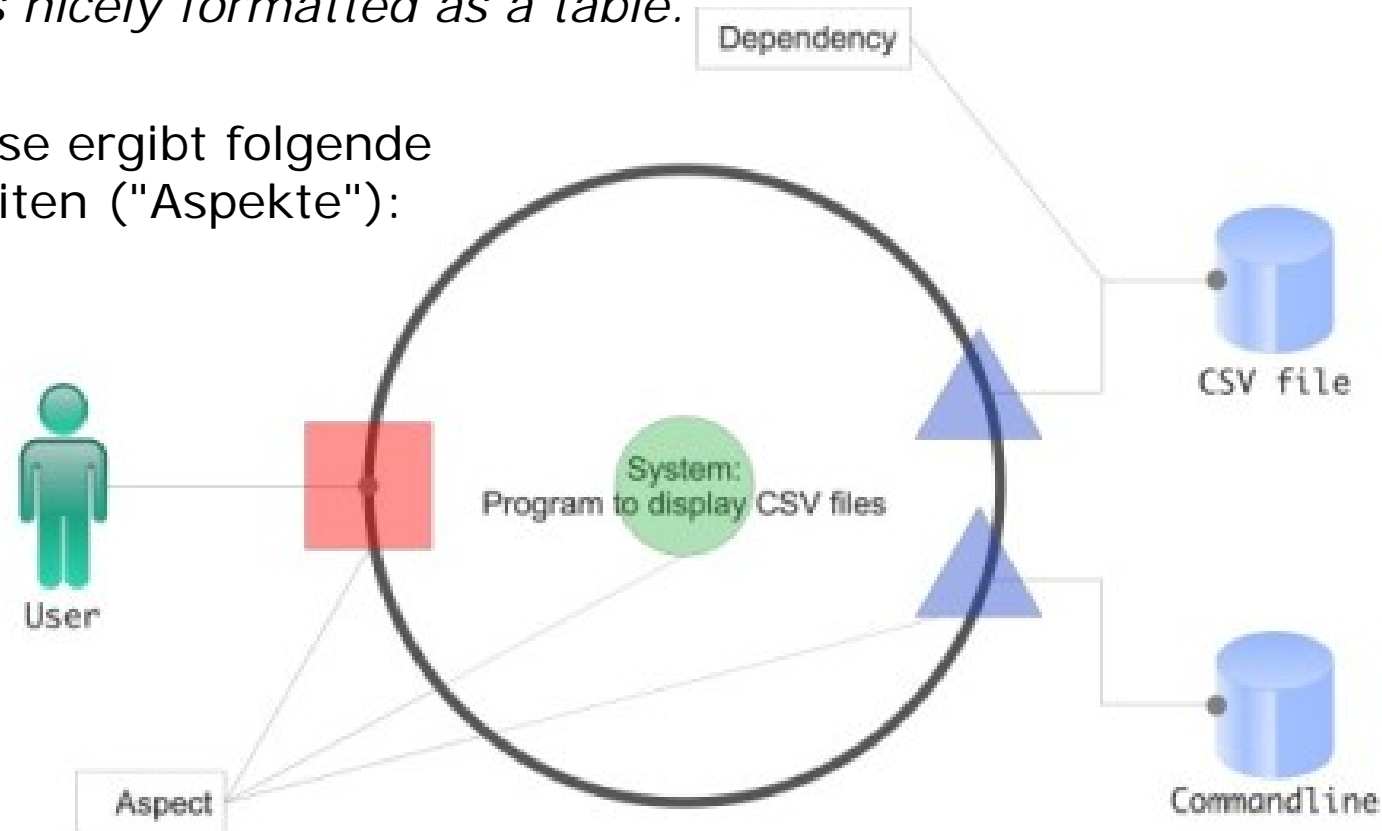 s nicely formatted as a table.
Dependency
se ergibt folgende
iten ("Aspekte"):
CSV file
System:
Program to display CSV files
User
Aspect
Commandline